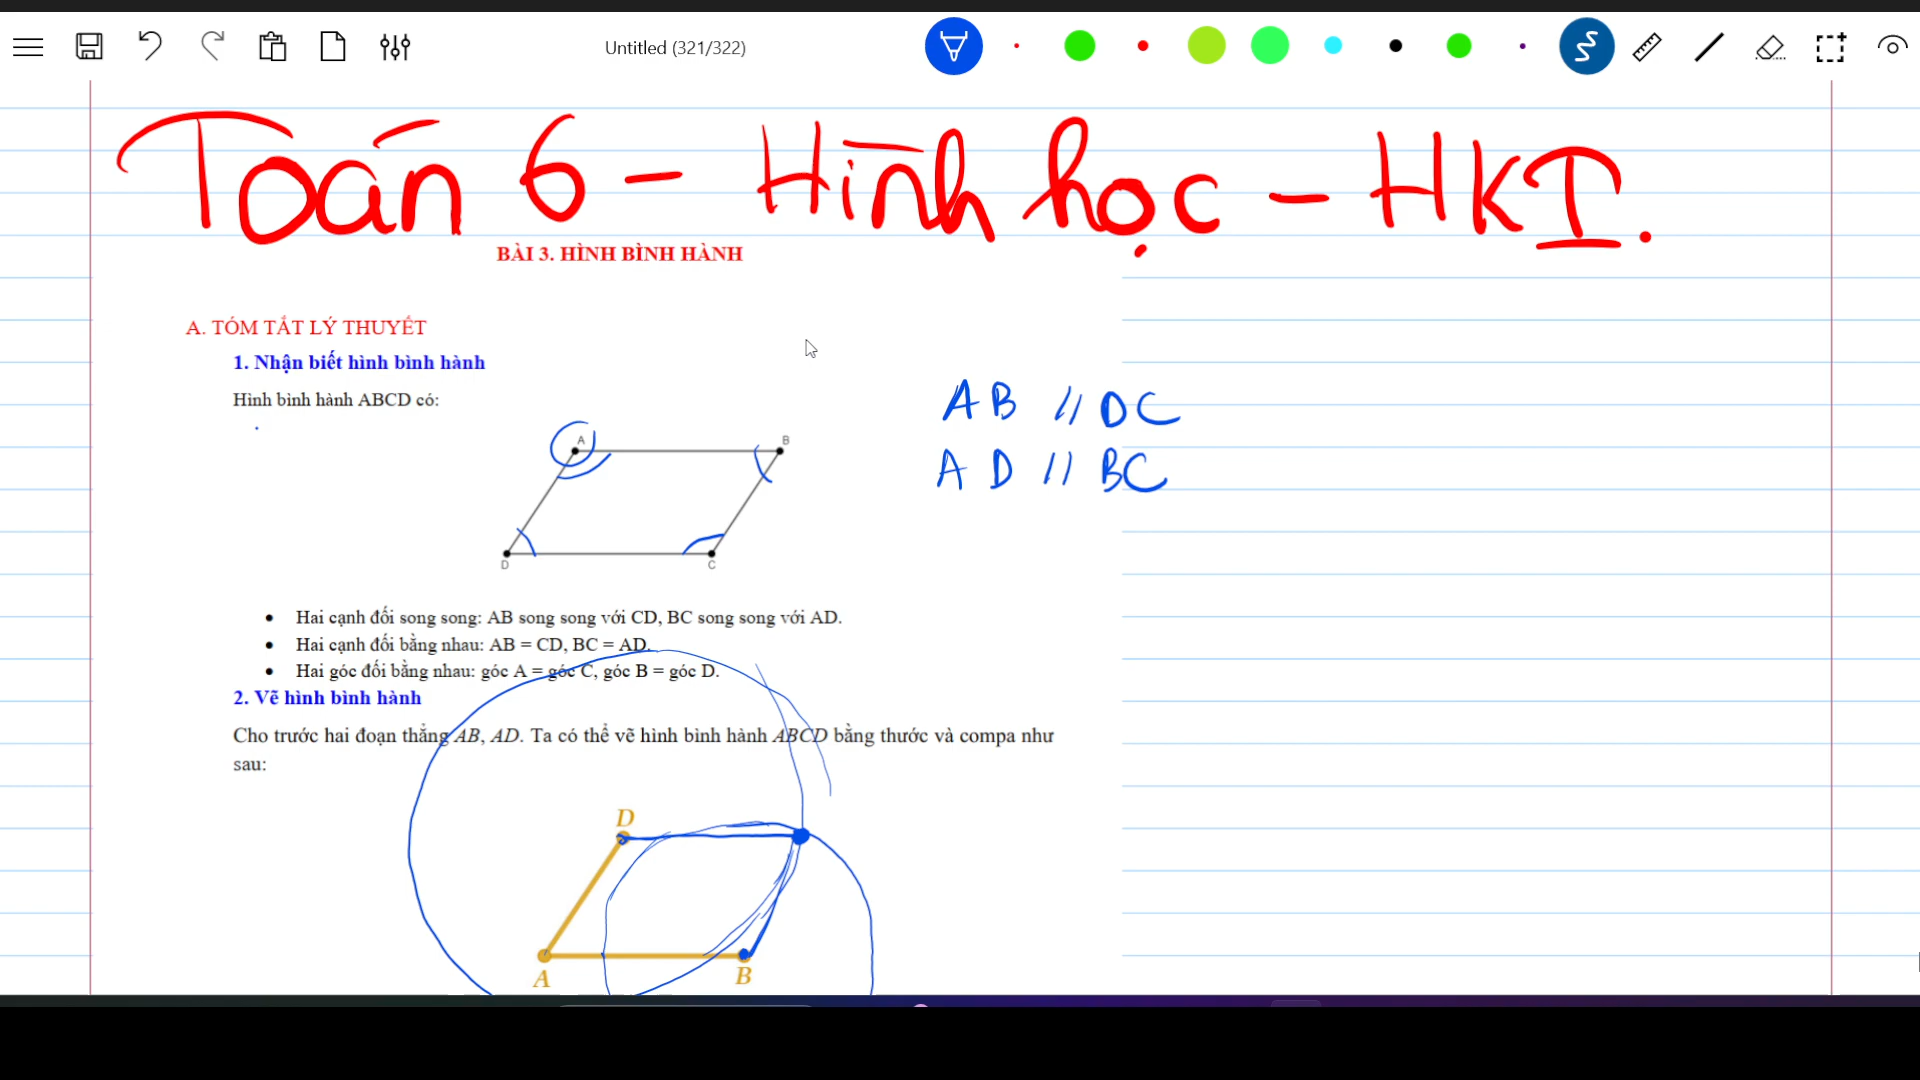 Untitled (321/322)
Toán 6 - Hình học - HKI.
BÀI 3. HÌNH BÌNH HÀNH
A. TÓM TẮT LÝ THUYẾT
1. Nhận biết hình bình hành
Hình bình hành ABCD có:
AB // DC
AD // BC
A
B
D
C
• Hai cạnh đối song song: AB song song với CD, BC song song với AD.
• Hai cạnh đối bằng nhau: AB = CD, BC = AD.
• Hai góc đối bằng nhau: góc A = góc C, góc B = góc D.
2. Vẽ hình bình hành
Cho trước hai đoạn thẳng AB, AD. Ta có thể vẽ hình bình hành ABCD bằng thước và compa như
sau:
D
A
B